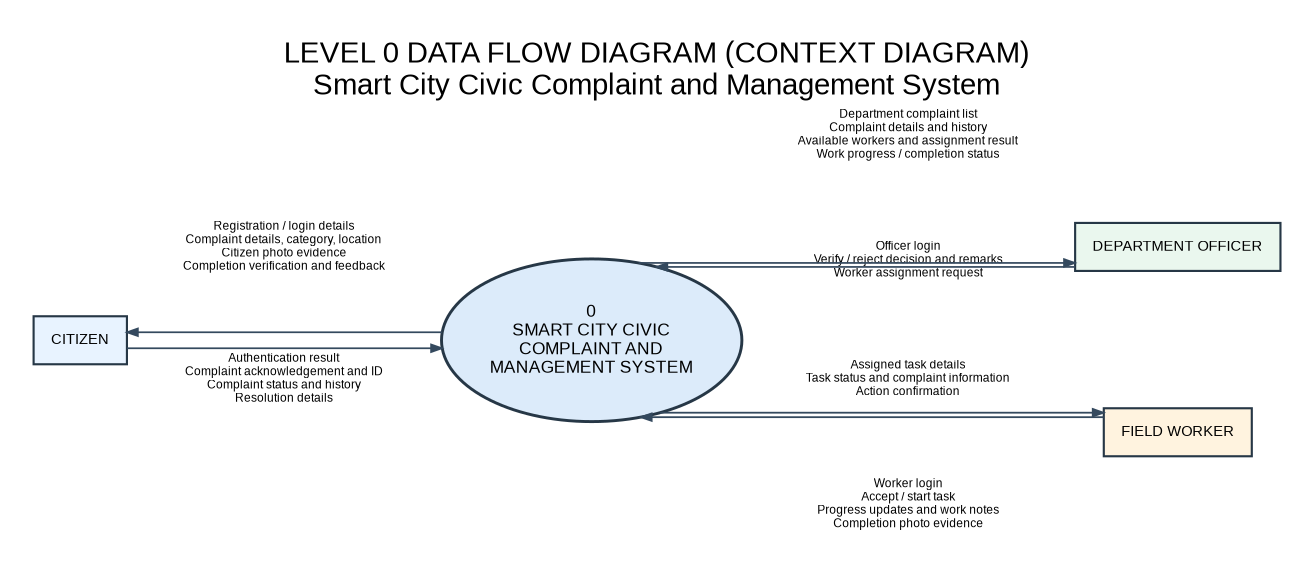 LEVEL 0 DATA FLOW DIAGRAM (CONTEXT DIAGRAM)
Smart City Civic Complaint and Management System
Department complaint list
Complaint details and history
Available workers and assignment result
Work progress / completion status
Registration / login details
Complaint details, category, location
Citizen photo evidence
Completion verification and feedback
Officer login
Verify / reject decision and remarks
Worker assignment request
DEPARTMENT OFFICER
CITIZEN
0
SMART CITY CIVIC
COMPLAINT AND
MANAGEMENT SYSTEM
Authentication result
Complaint acknowledgement and ID
Complaint status and history
Resolution details
Assigned task details
Task status and complaint information
Action confirmation
FIELD WORKER
Worker login
Accept / start task
Progress updates and work notes
Completion photo evidence